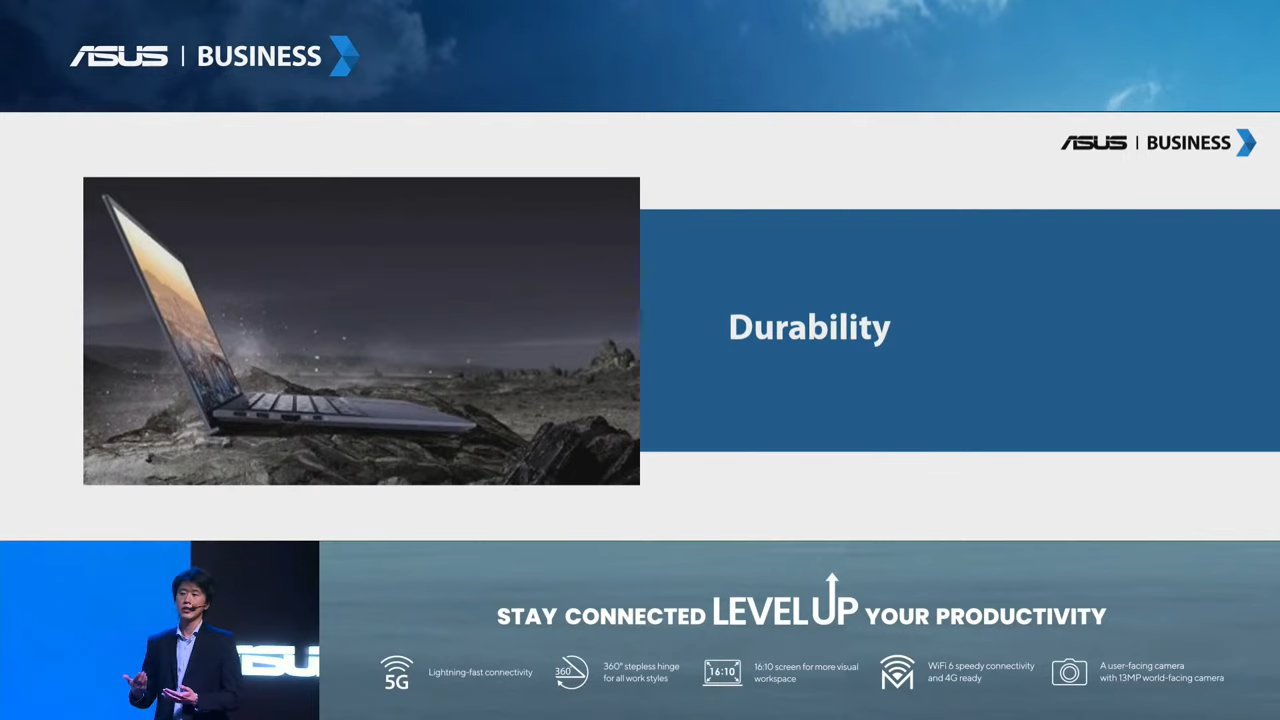 ASUS | BUSINESS
ASUS | BUSINESS
Durability
STAY CONNECTED LEVEL UP YOUR PRODUCTIVITY
5G
Lightning-fast connectivity
360
360° stepless hinge
for all work styles
16:10
16:10 screen for more visual
workspace
WiFi 6 speedy connectivity
and 4G ready
A user-facing camera
with 13MP world-facing camera